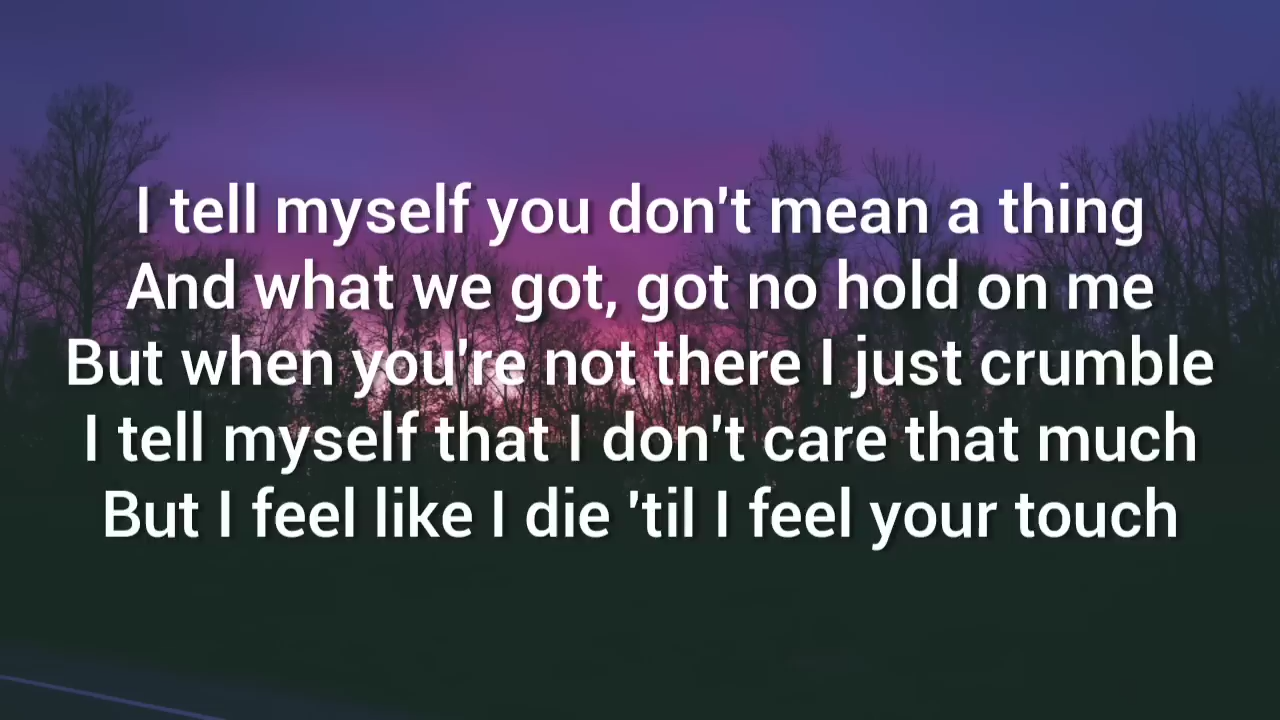 I tell myself you don't mean a thing
And what we got, got no hold on me
But when you're not there I just crumble
I tell myself that I don't care that much
But I feel like I die 'til I feel your touch